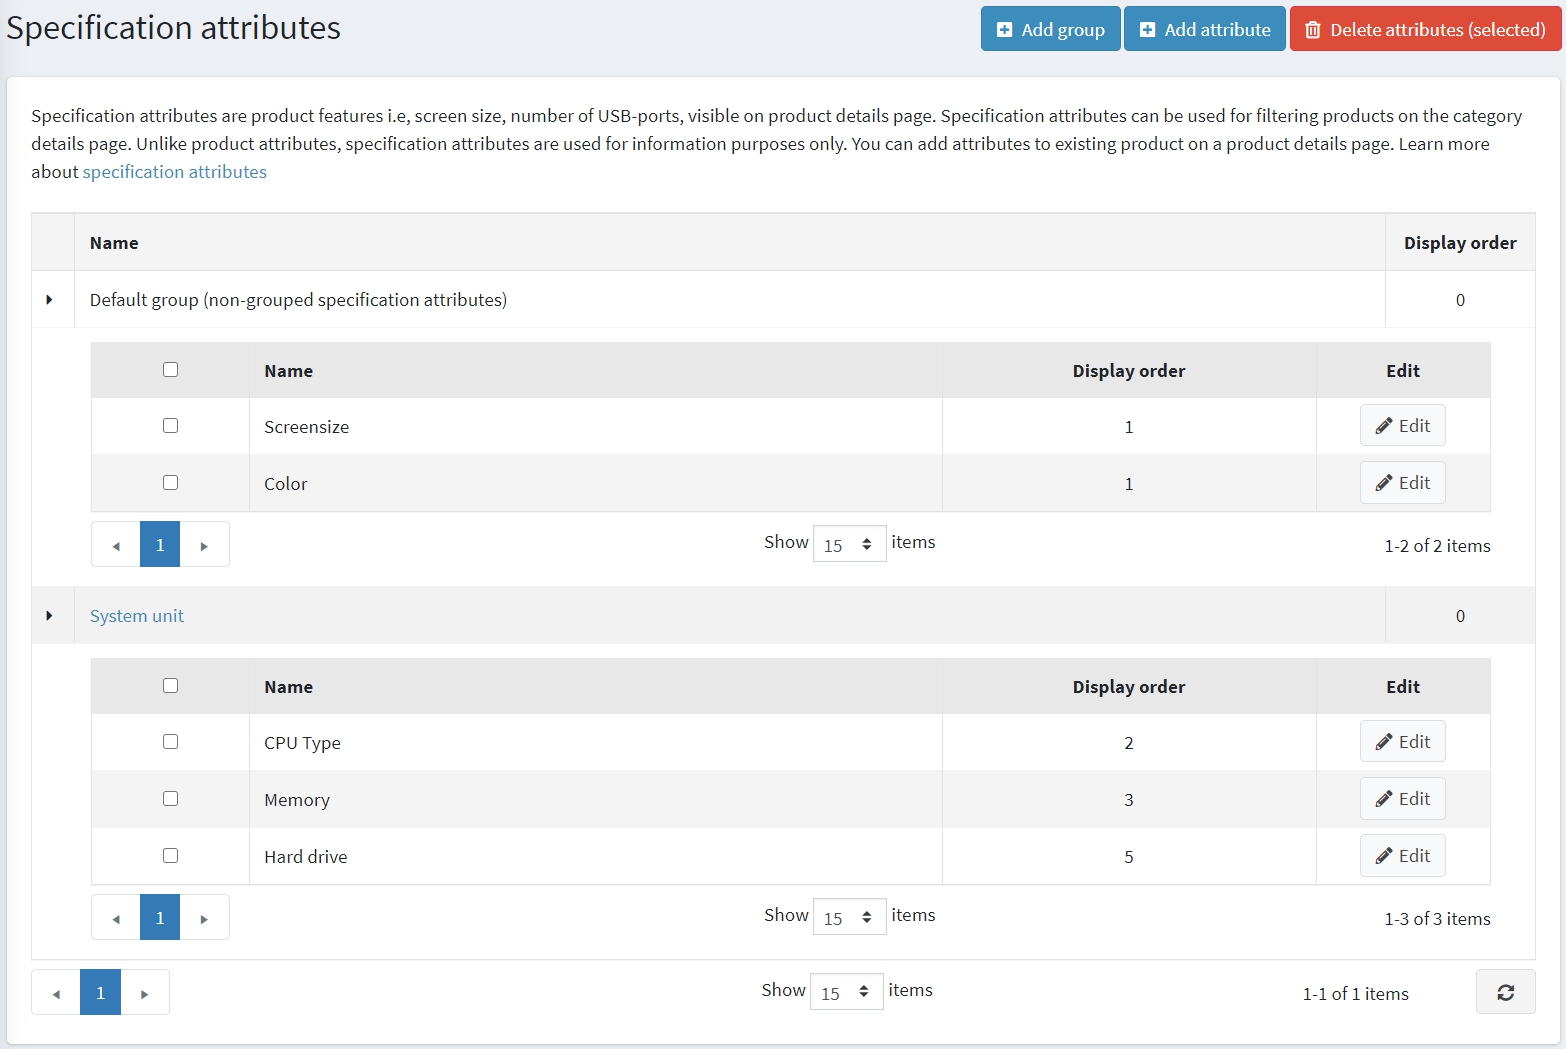 Specification attributes
Add group
Add attribute
Delete attributes (selected)
Specification attributes are product features i.e, screen size, number of USB-ports, visible on product details page. Specification attributes can be used for filtering products on the category
details page. Unlike product attributes, specification attributes are used for information purposes only. You can add attributes to existing product on a product details page. Learn more
about specification attributes
Name Display order
Default group (non-grouped specification attributes) 0
Name Display order Edit
Screensize 1 Edit
Color 1 Edit
1 Show 15 items 1-2 of 2 items
System unit 0
Name Display order Edit
CPU Type 2 Edit
Memory 3 Edit
Hard drive 5 Edit
1 Show 15 items 1-3 of 3 items
1 Show 15 items 1-1 of 1 items